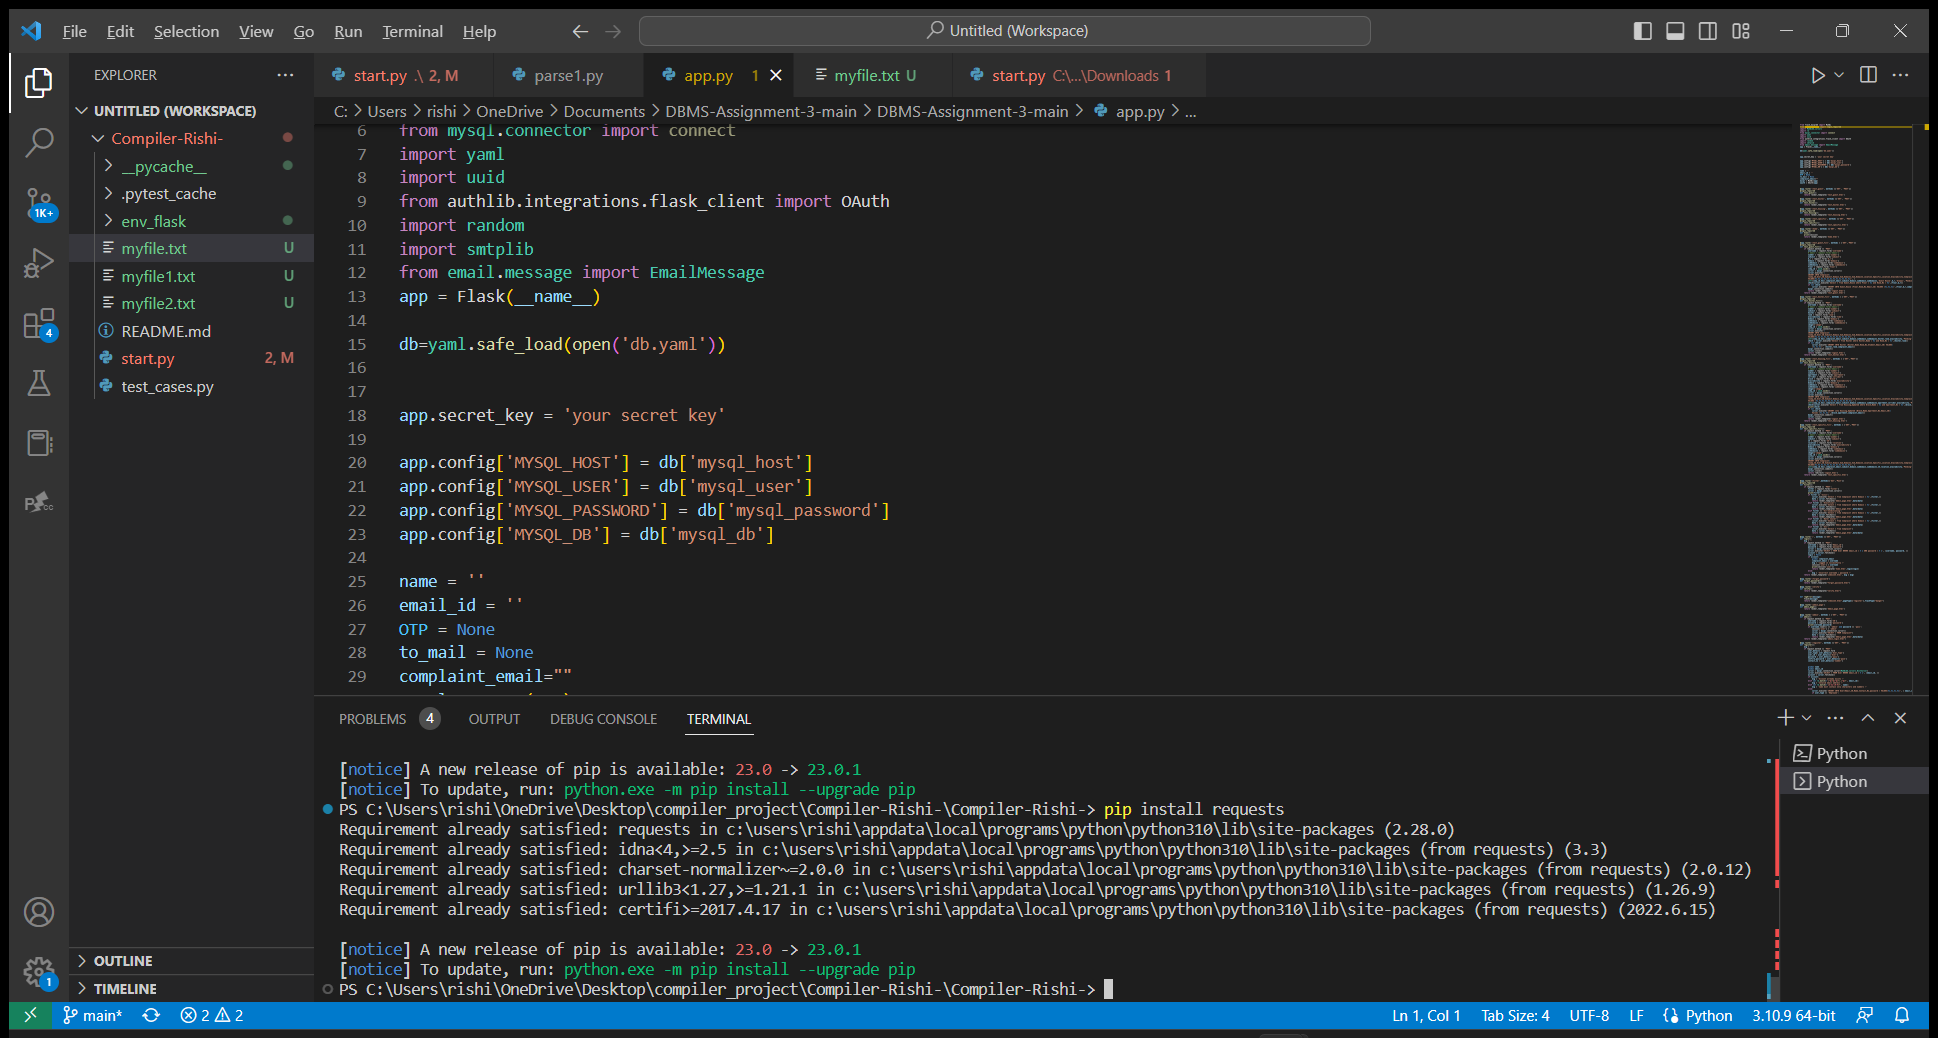 File Edit Selection View Go Run Terminal Help
Untitled (Workspace)
EXPLORER
UNTITLED (WORKSPACE)
Compiler-Rishi-
__pycache__
.pytest_cache
env_flask
myfile.txt U
myfile1.txt U
myfile2.txt U
README.md
start.py 2, M
test_cases.py
OUTLINE
TIMELINE
1K+
4
1
start.py .\ 2, M
parse1.py
app.py 1
myfile.txt U
start.py C:\...\Downloads 1
C: > Users > rishi > OneDrive > Documents > DBMS-Assignment-3-main > DBMS-Assignment-3-main > app.py > ...
6 from mysql.connector import connect
7 import yaml
8 import uuid
9 from authlib.integrations.flask_client import OAuth
10 import random
11 import smtplib
12 from email.message import EmailMessage
13 app = Flask(__name__)
14
15 db=yaml.safe_load(open('db.yaml'))
16
17
18 app.secret_key = 'your secret key'
19
20 app.config['MYSQL_HOST'] = db['mysql_host']
21 app.config['MYSQL_USER'] = db['mysql_user']
22 app.config['MYSQL_PASSWORD'] = db['mysql_password']
23 app.config['MYSQL_DB'] = db['mysql_db']
24
25 name = ''
26 email_id = ''
27 OTP = None
28 to_mail = None
29 complaint_email=""
PROBLEMS 4 OUTPUT DEBUG CONSOLE TERMINAL
[notice] A new release of pip is available: 23.0 -> 23.0.1
[notice] To update, run: python.exe -m pip install --upgrade pip
PS C:\Users\rishi\OneDrive\Desktop\compiler_project\Compiler-Rishi-\Compiler-Rishi-> pip install requests
Requirement already satisfied: requests in c:\users\rishi\appdata\local\programs\python\python310\lib\site-packages (2.28.0)
Requirement already satisfied: idna<4,>=2.5 in c:\users\rishi\appdata\local\programs\python\python310\lib\site-packages (from requests) (3.3)
Requirement already satisfied: charset-normalizer~=2.0.0 in c:\users\rishi\appdata\local\programs\python\python310\lib\site-packages (from requests) (2.0.12)
Requirement already satisfied: urllib3<1.27,>=1.21.1 in c:\users\rishi\appdata\local\programs\python\python310\lib\site-packages (from requests) (1.26.9)
Requirement already satisfied: certifi>=2017.4.17 in c:\users\rishi\appdata\local\programs\python\python310\lib\site-packages (from requests) (2022.6.15)
[notice] A new release of pip is available: 23.0 -> 23.0.1
[notice] To update, run: python.exe -m pip install --upgrade pip
PS C:\Users\rishi\OneDrive\Desktop\compiler_project\Compiler-Rishi-\Compiler-Rishi->
Python
Python
main* 2 2
Ln 1, Col 1 Tab Size: 4 UTF-8 LF Python 3.10.9 64-bit